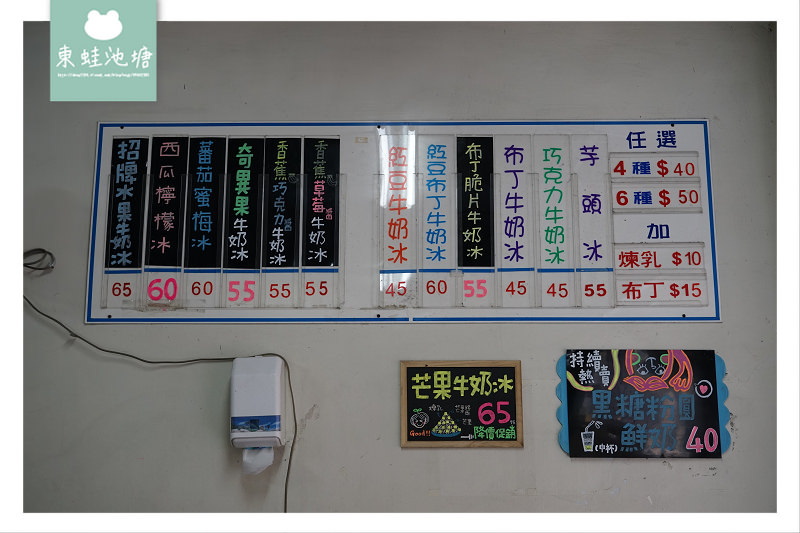 東蛙池塘
招牌水果牛奶冰 65
西瓜檸檬冰 60
蕃茄蜜梅冰 60
奇異果牛奶冰 55
香蕉巧克力醬牛奶冰 55
香蕉草莓醬牛奶冰 55
紅豆牛奶冰 45
紅豆布丁牛奶冰 60
布丁脆片牛奶冰 55
布丁牛奶冰 45
巧克力牛奶冰 45
芋頭冰 55
任選
4種$40
6種$50
加
煉乳 $10
布丁$15
芒果牛奶冰
65
Good!!
降價促銷
持續
熱賣
黑糖粉圓
鮮奶 40
(中杯)